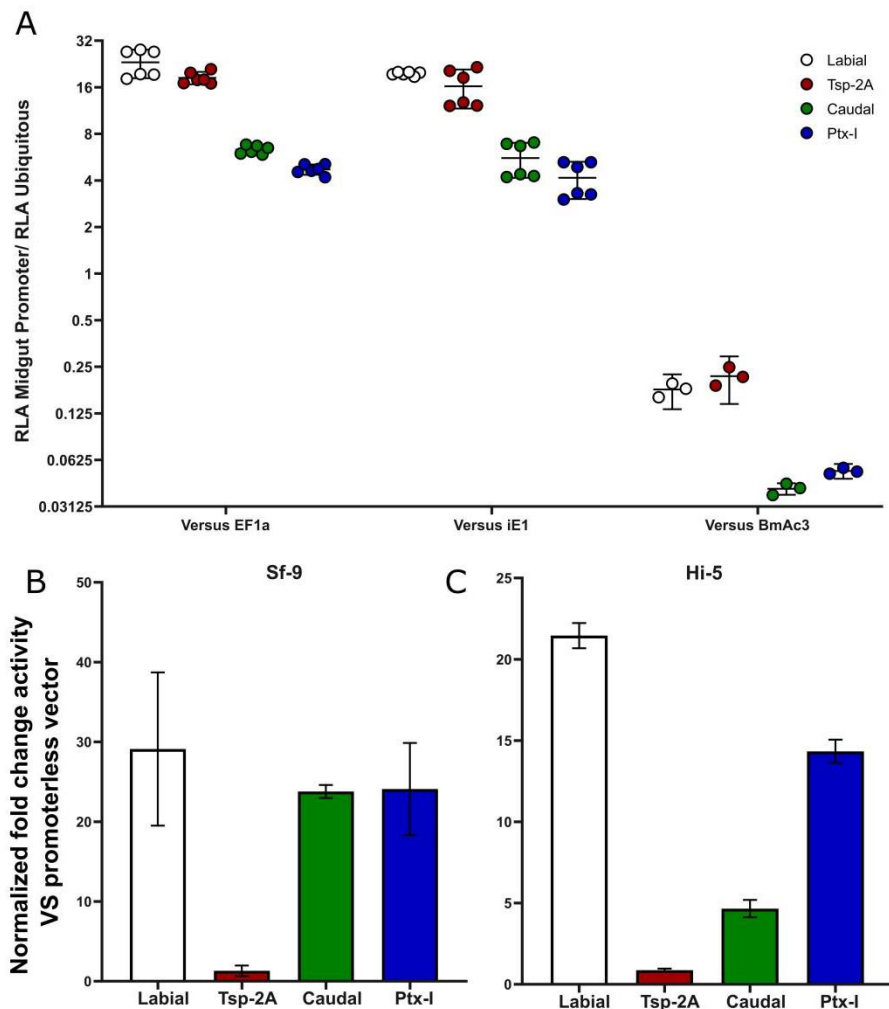 A
RLA Midgut Promoter/ RLA Ubiquitous
32
16
8
4
2
1
0.5
0.25
0.125
0.0625
0.03125
Labial
Tsp-2A
Caudal
Ptx-I
Versus EF1a
Versus iE1
Versus BmAc3
B
Sf-9
Normalized fold change activity
VS promoterless vector
50
40
30
20
10
0
Labial
Tsp-2A
Caudal
Ptx-I
C
Hi-5
25
20
15
10
5
0
Labial
Tsp-2A
Caudal
Ptx-I